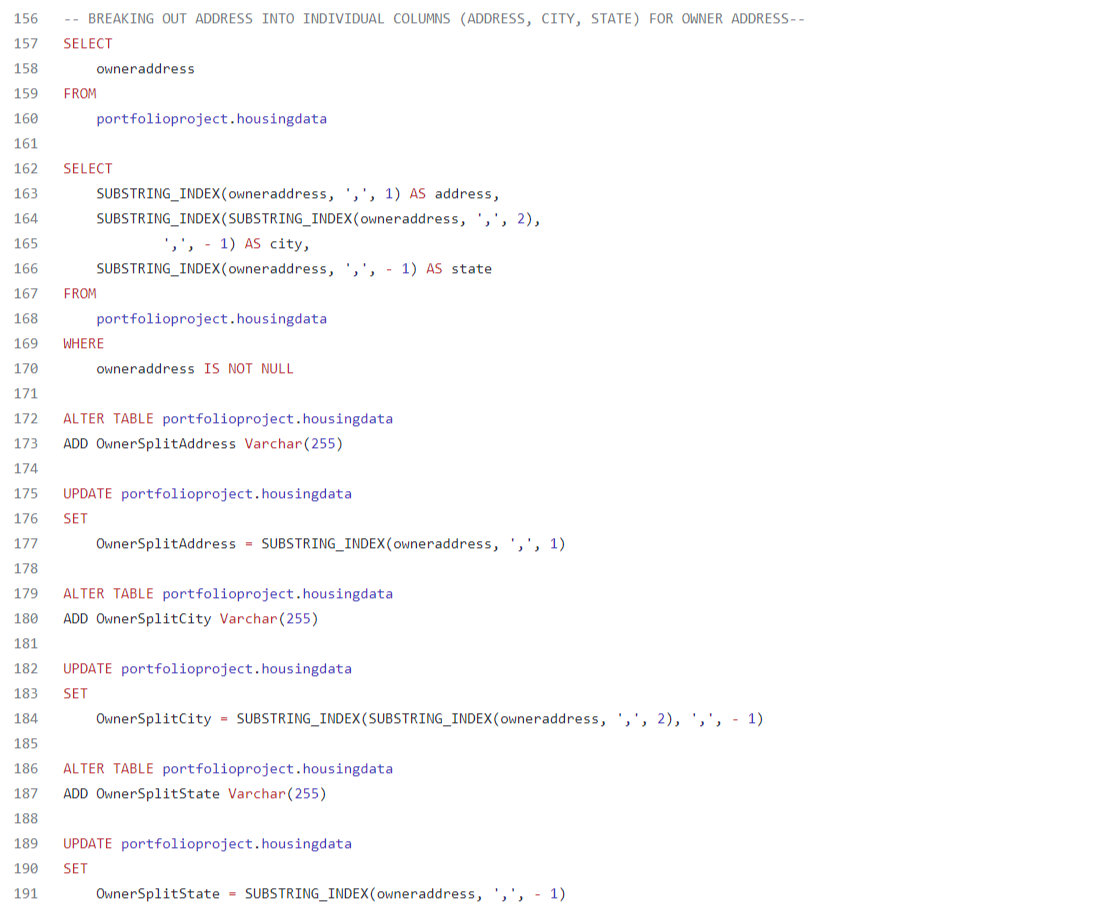 156 -- BREAKING OUT ADDRESS INTO INDIVIDUAL COLUMNS (ADDRESS, CITY, STATE) FOR OWNER ADDRESS--
157 SELECT
158     owneraddress
159 FROM
160     portfolioproject.housingdata
161
162 SELECT
163     SUBSTRING_INDEX(owneraddress, ',', 1) AS address,
164     SUBSTRING_INDEX(SUBSTRING_INDEX(owneraddress, ',', 2),
165             ',', - 1) AS city,
166     SUBSTRING_INDEX(owneraddress, ',', - 1) AS state
167 FROM
168     portfolioproject.housingdata
169 WHERE
170     owneraddress IS NOT NULL
171
172 ALTER TABLE portfolioproject.housingdata
173 ADD OwnerSplitAddress Varchar(255)
174
175 UPDATE portfolioproject.housingdata
176 SET
177     OwnerSplitAddress = SUBSTRING_INDEX(owneraddress, ',', 1)
178
179 ALTER TABLE portfolioproject.housingdata
180 ADD OwnerSplitCity Varchar(255)
181
182 UPDATE portfolioproject.housingdata
183 SET
184     OwnerSplitCity = SUBSTRING_INDEX(SUBSTRING_INDEX(owneraddress, ',', 2), ',', - 1)
185
186 ALTER TABLE portfolioproject.housingdata
187 ADD OwnerSplitState Varchar(255)
188
189 UPDATE portfolioproject.housingdata
190 SET
191     OwnerSplitState = SUBSTRING_INDEX(owneraddress, ',', - 1)